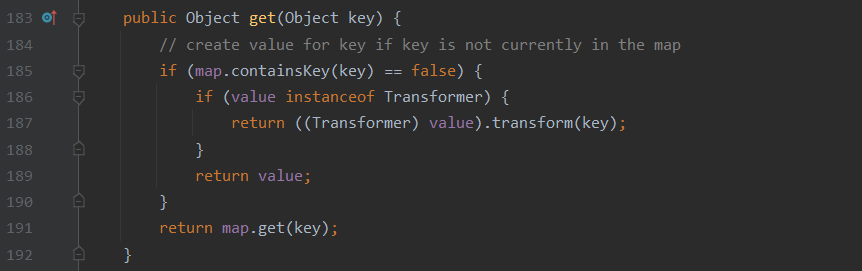 183 public Object get(Object key) {
184 // create value for key if key is not currently in the map
185 if (map.containsKey(key) == false) {
186 if (value instanceof Transformer) {
187 return ((Transformer) value).transform(key);
188 }
189 return value;
190 }
191 return map.get(key);
192 }